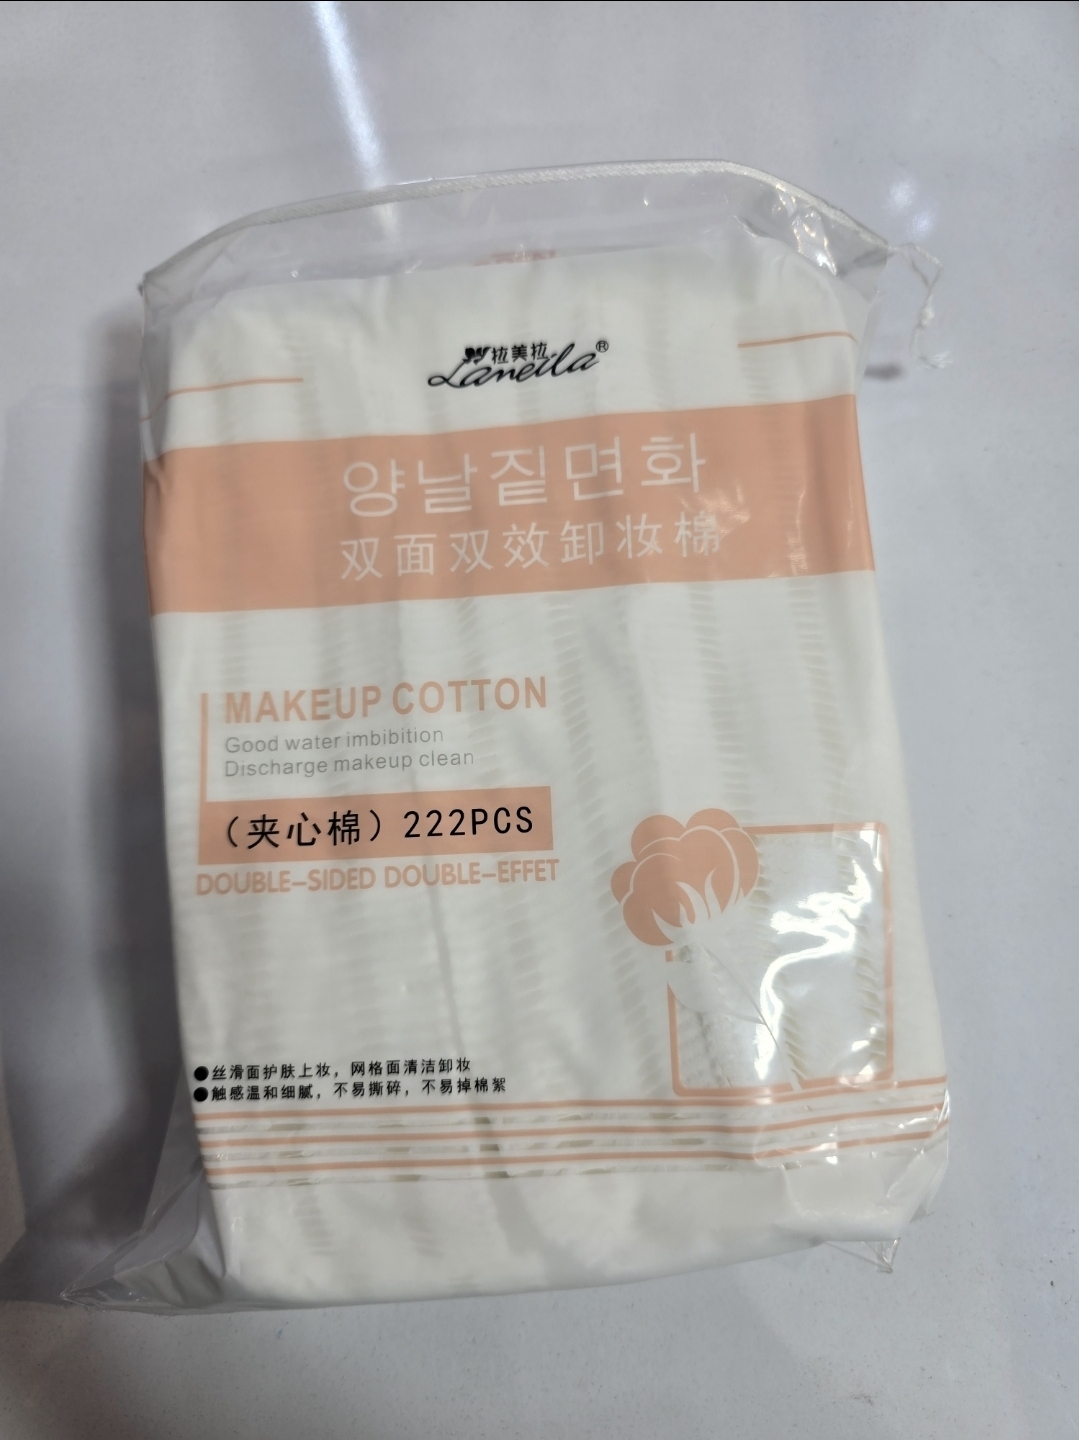 拉美拉
Lameila®
양날짙면화
双面双效卸妆棉
MAKEUP COTTON
Good water imbibition
Discharge makeup clean
（夹心棉）222PCS
DOUBLE-SIDED DOUBLE-EFFET
●丝滑面护肤上妆，网格面清洁卸妆
●触感温和细腻，不易撕碎，不易掉棉絮